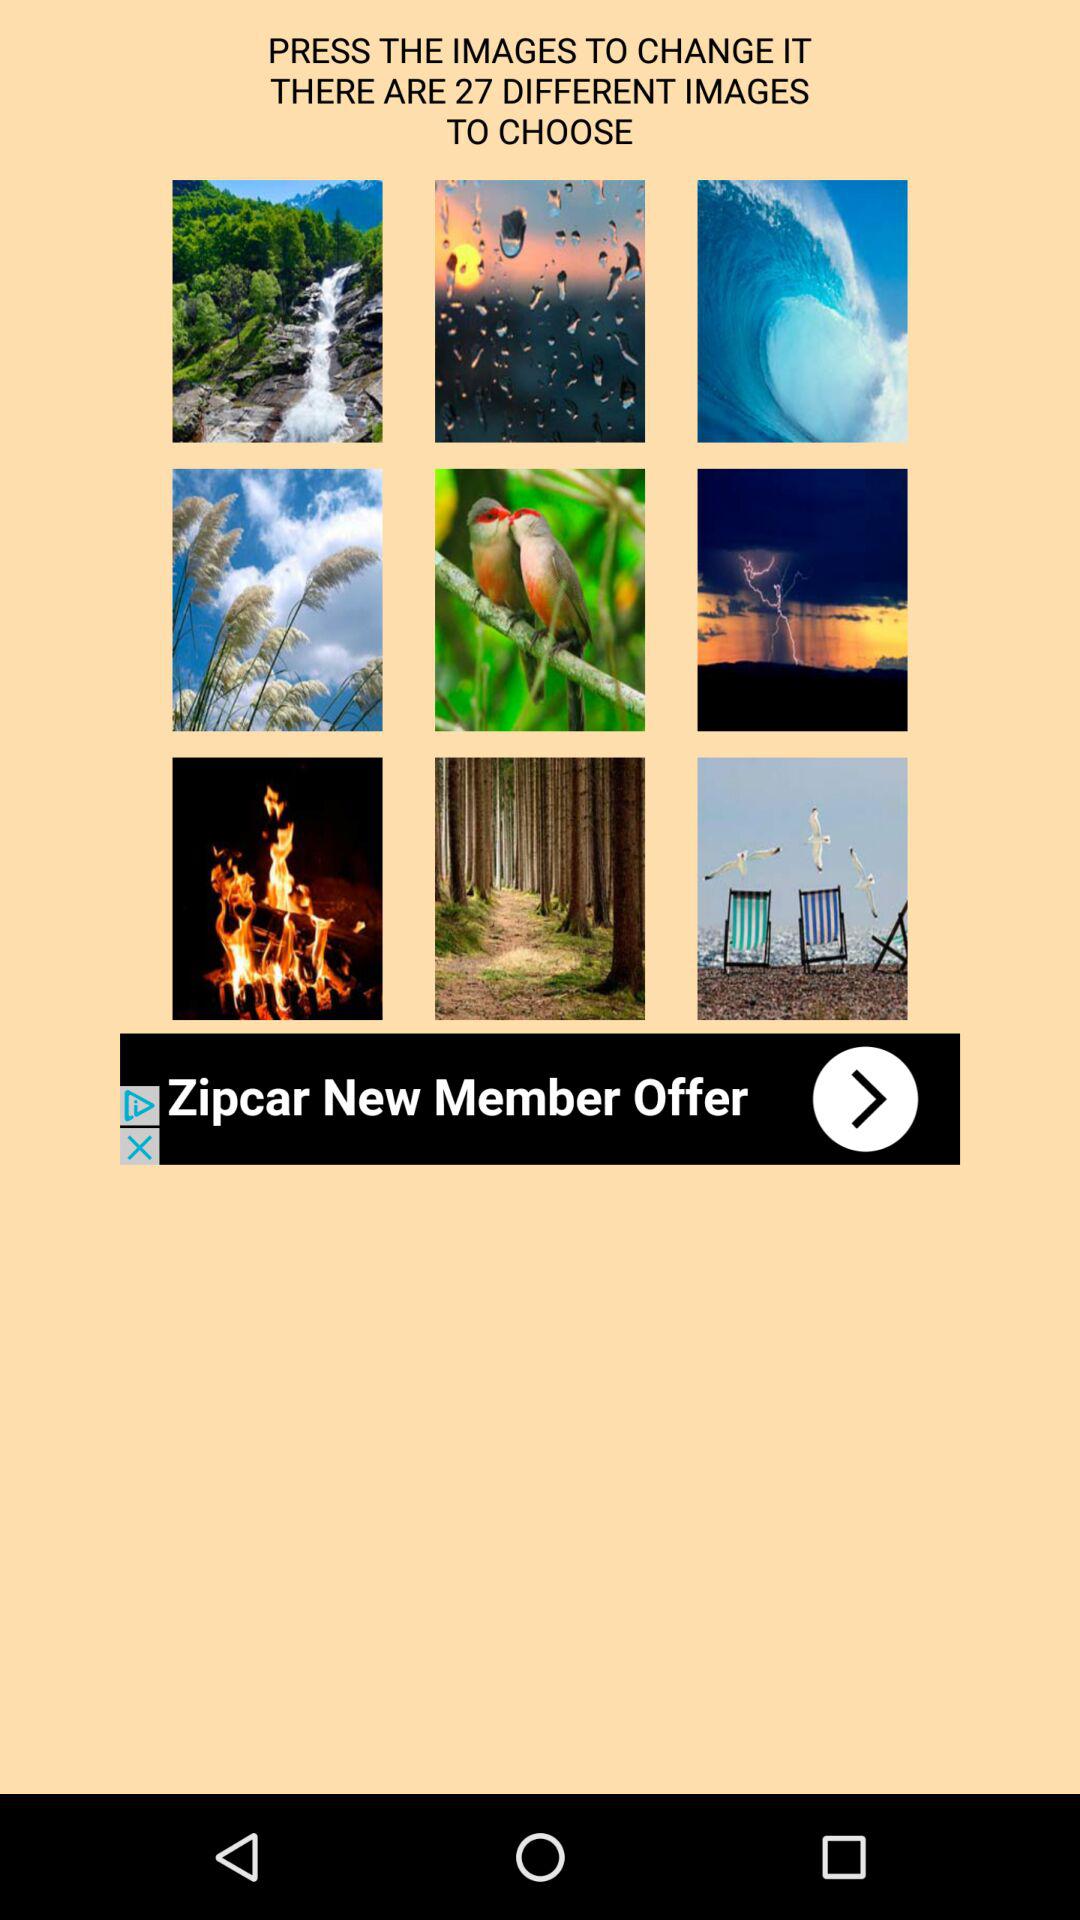 PRESS THE IMAGES TO CHANGE IT
THERE ARE 27 DIFFERENT IMAGES
TO CHOOSE
Zipcar New Member Offer